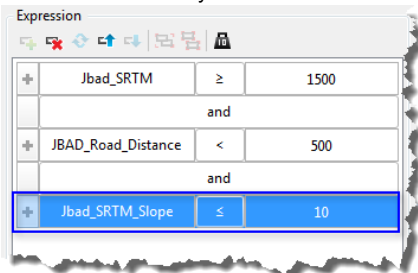 Expression
Jbad_SRTM ≥ 1500
and
JBAD_Road_Distance < 500
and
Jbad_SRTM_Slope ≤ 10